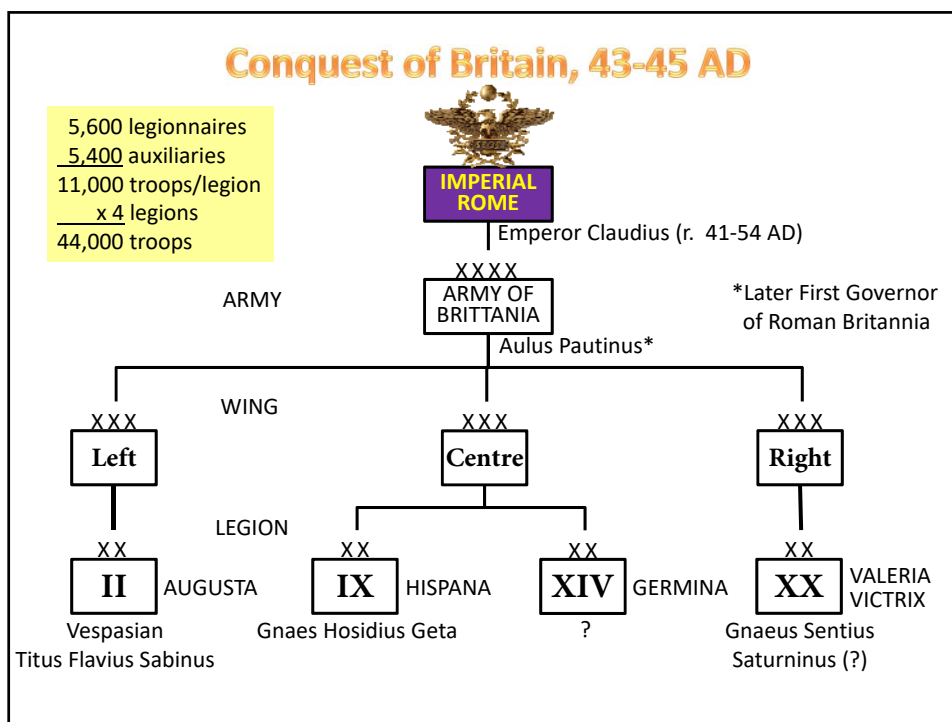 Conquest of Britain, 43-45 AD
5,600 legionnaires
5,400 auxiliaries
11,000 troops/legion
x 4 legions
44,000 troops
IMPERIAL
ROME
Emperor Claudius (r. 41-54 AD)
XXXX
ARMY
ARMY OF
BRITTANIA
*Later First Governor
of Roman Britannia
Aulus Pautinus*
WING
XXX
XXX
XXX
Left
Centre
Right
LEGION
XX
XX
XX
XX
II AUGUSTA
IX HISPANA
XIV GERMINA
XX VALERIA
VICTRIX
Vespasian
Titus Flavius Sabinus
Gnaes Hosidius Geta
?
Gnaeus Sentius
Saturninus (?)